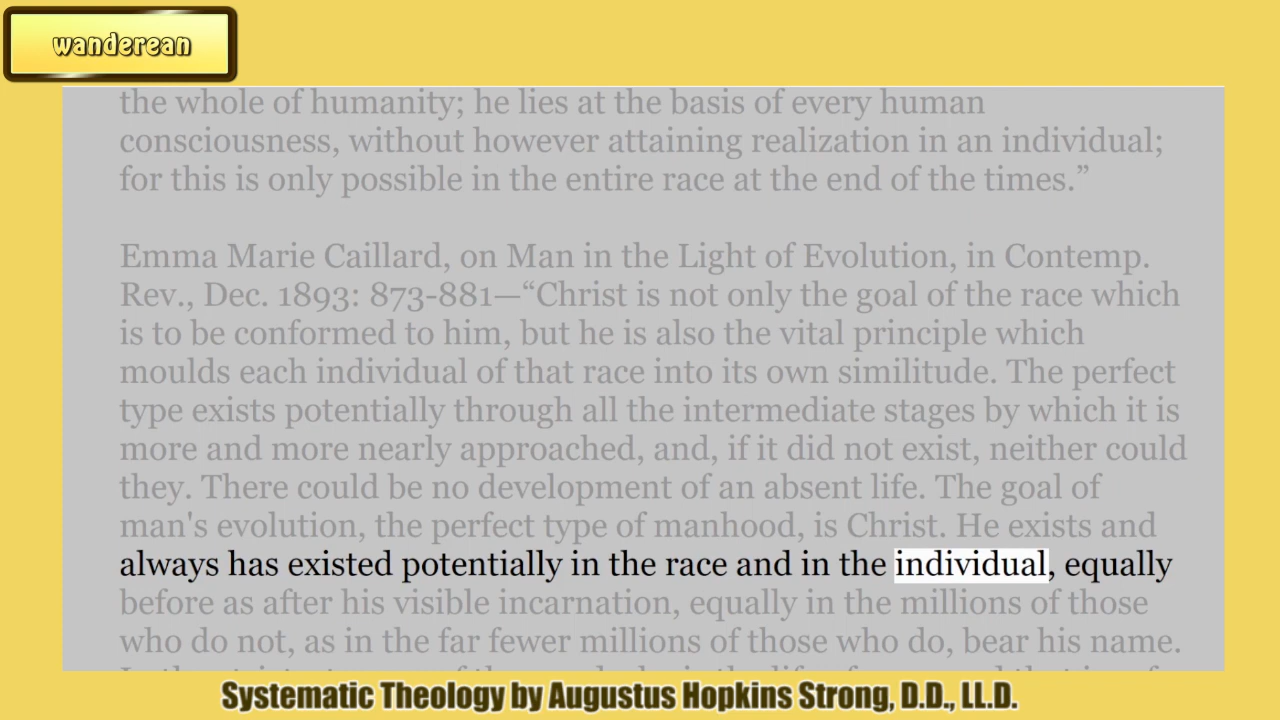 wanderean
the whole of humanity; he lies at the basis of every human
consciousness, without however attaining realization in an individual;
for this is only possible in the entire race at the end of the times.”
Emma Marie Caillard, on Man in the Light of Evolution, in Contemp.
Rev., Dec. 1893: 873-881—“Christ is not only the goal of the race which
is to be conformed to him, but he is also the vital principle which
moulds each individual of that race into its own similitude. The perfect
type exists potentially through all the intermediate stages by which it is
more and more nearly approached, and, if it did not exist, neither could
they. There could be no development of an absent life. The goal of
man's evolution, the perfect type of manhood, is Christ. He exists and
always has existed potentially in the race and in the individual, equally
before as after his visible incarnation, equally in the millions of those
who do not, as in the far fewer millions of those who do, bear his name.
Systematic Theology by Augustus Hopkins Strong, D.D., LL.D.